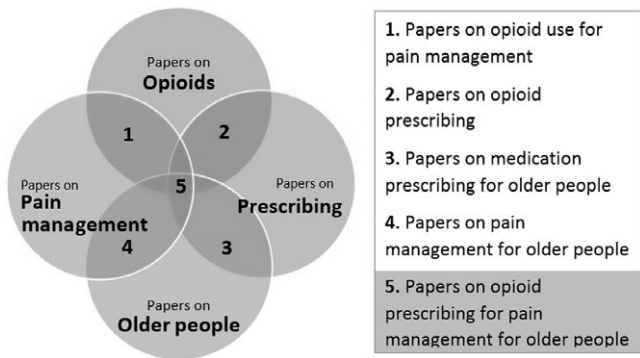 Papers on
Opioids
1
2
5
Papers on
Pain
management
Papers on
Prescribing
4
3
Papers on
Older people
1. Papers on opioid use for
pain management
2. Papers on opioid
prescribing
3. Papers on medication
prescribing for older people
4. Papers on pain
management for older people
5. Papers on opioid
prescribing for pain
management for older people